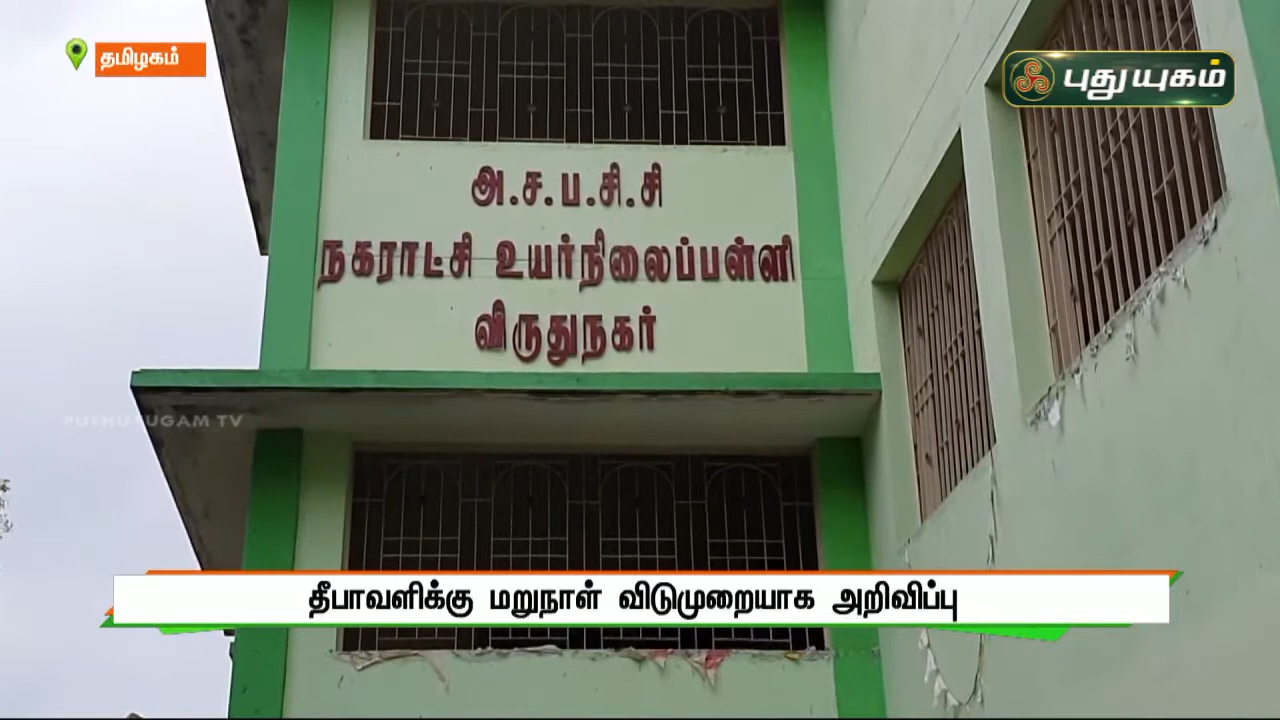 தமிழகம்
புதுயுகம்
அ.ச.ப.சி.சி
நகராட்சி உயர்நிலைப்பள்ளி
விருதுநகர்
PUTHUYUGAM TV
தீபாவளிக்கு மறுநாள் விடுமுறையாக அறிவிப்பு